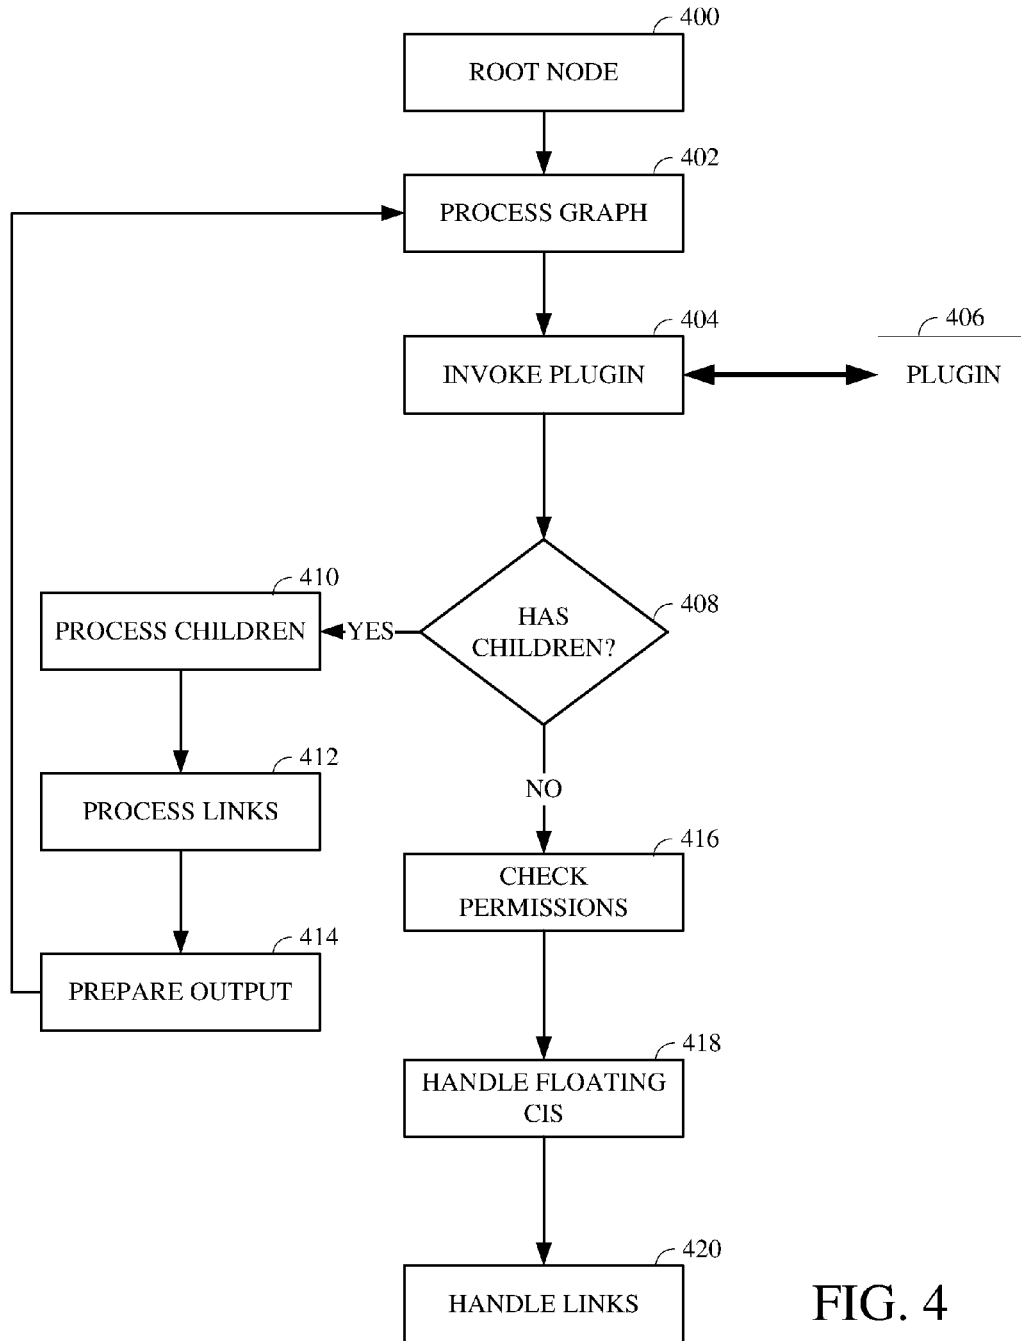 400
ROOT NODE
402
PROCESS GRAPH
404
INVOKE PLUGIN
406
PLUGIN
408
HAS
CHILDREN?
YES
410
PROCESS CHILDREN
412
PROCESS LINKS
414
PREPARE OUTPUT
NO
416
CHECK
PERMISSIONS
418
HANDLE FLOATING
CIS
420
HANDLE LINKS
FIG. 4